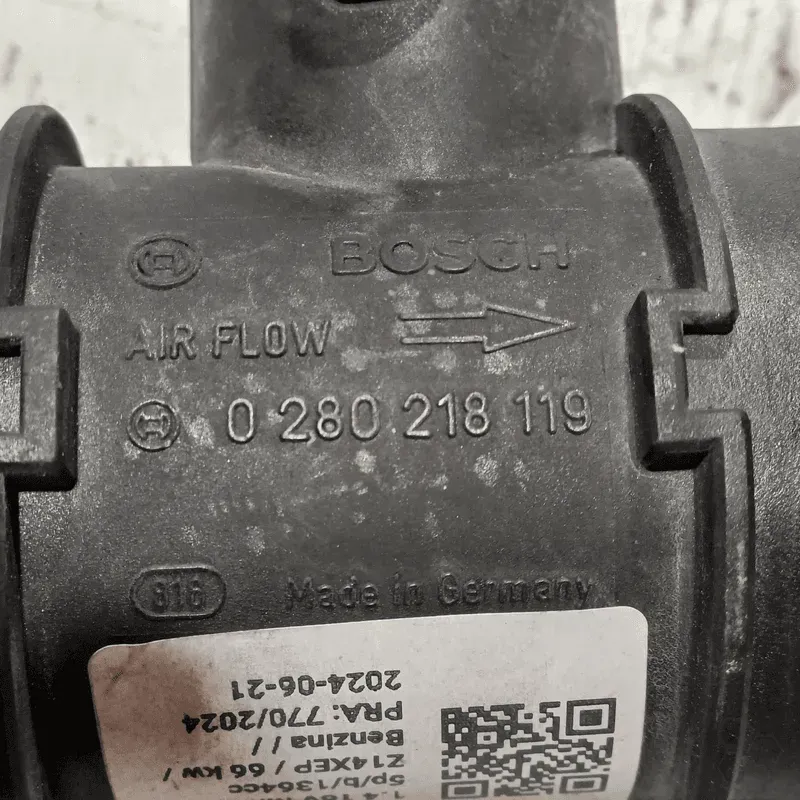 BOSCH
AIR FLOW
0 280 218 119
616 Made in Germany
5p/b/1364cc
Z14XEP / 66 kw /
Benzina / /
PRA: 770/2024
2024-06-21